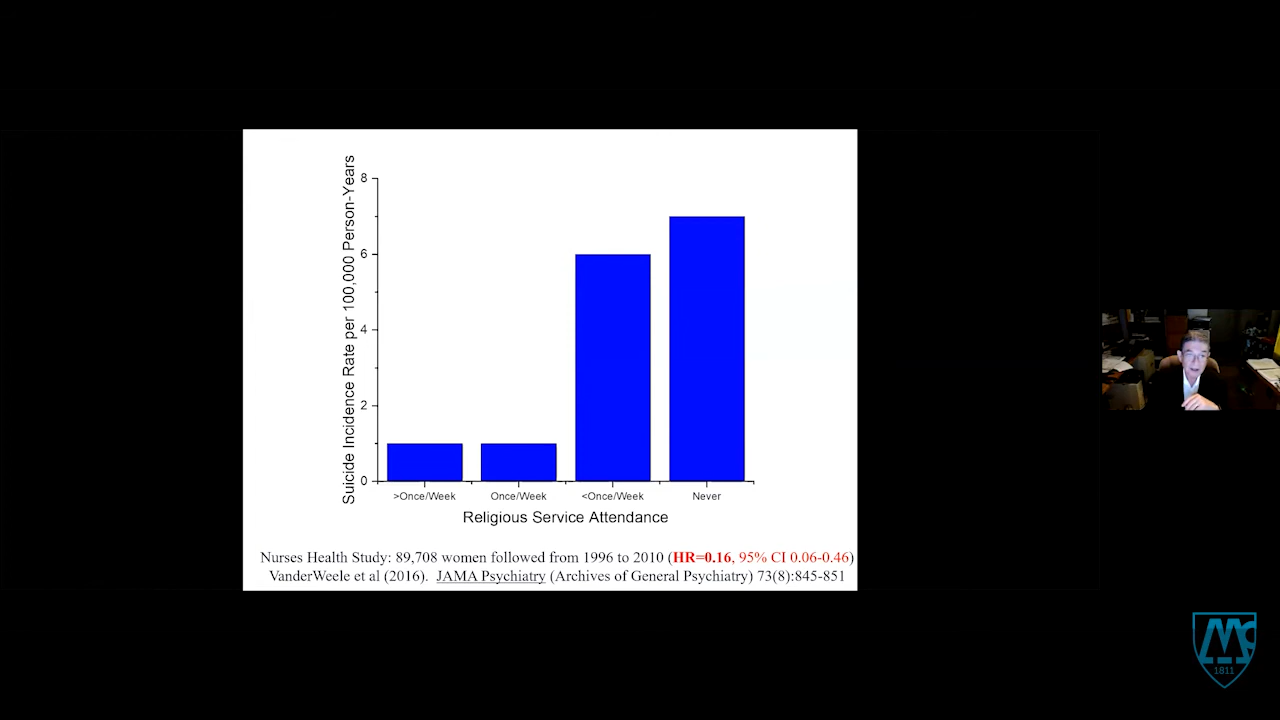 Suicide Incidence Rate per 100,000 Person-Years
8
6
4
2
0
>Once/Week Once/Week <Once/Week Never
Religious Service Attendance
Nurses Health Study: 89,708 women followed from 1996 to 2010 (HR=0.16, 95% CI 0.06-0.46)
VanderWeele et al (2016). JAMA Psychiatry (Archives of General Psychiatry) 73(8):845-851
1811